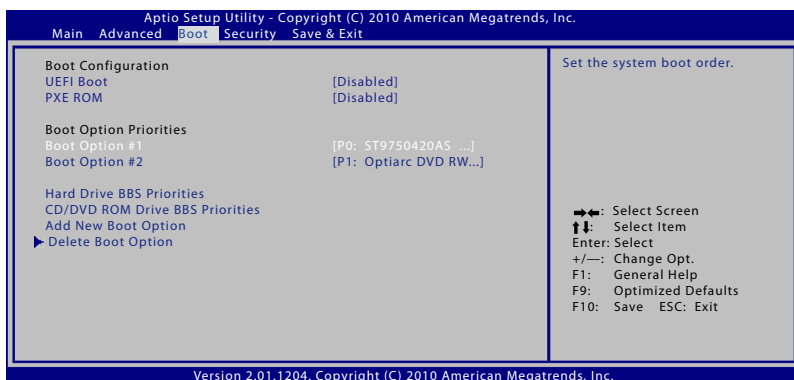 Aptio Setup Utility - Copyright (C) 2010 American Megatrends, Inc.
Main Advanced Boot Security Save & Exit
Boot Configuration
UEFI Boot [Disabled]
PXE ROM [Disabled]
Boot Option Priorities
Boot Option #1 [P0: ST9750420AS ...]
Boot Option #2 [P1: Optiarc DVD RW...]
Hard Drive BBS Priorities
CD/DVD ROM Drive BBS Priorities
Add New Boot Option
Delete Boot Option
Set the system boot order.
→←: Select Screen
↑↓: Select Item
Enter: Select
+/—: Change Opt.
F1: General Help
F9: Optimized Defaults
F10: Save ESC: Exit
Version 2.01.1204. Copyright (C) 2010 American Megatrends, Inc.